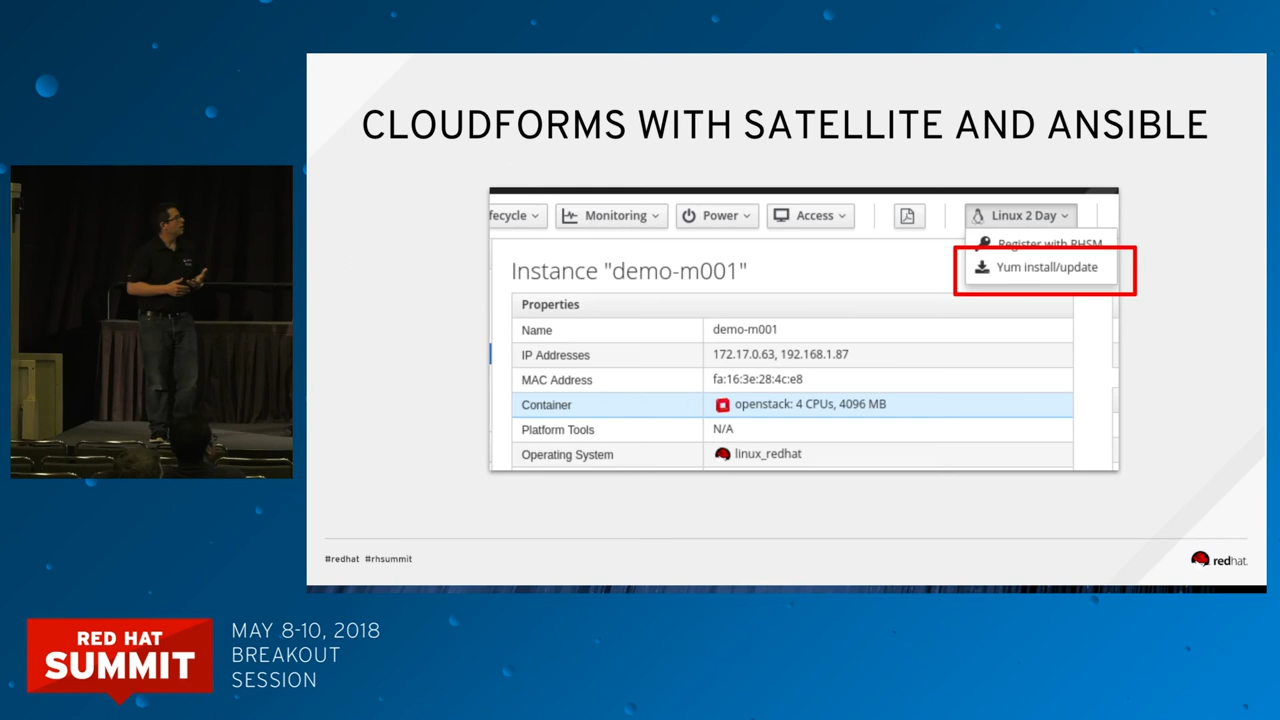 CLOUDFORMS WITH SATELLITE AND ANSIBLE
fecycle
Monitoring
Power
Access
Linux 2 Day
Register with RHSM
Yum install/update
Instance "demo-m001"
Properties
Name demo-m001
IP Addresses 172.17.0.63, 192.168.1.87
MAC Address fa:16:3e:28:4c:e8
Container openstack: 4 CPUs, 4096 MB
Platform Tools N/A
Operating System linux_redhat
#redhat #rhsummit
redhat.
RED HAT
SUMMIT
MAY 8-10, 2018
BREAKOUT
SESSION